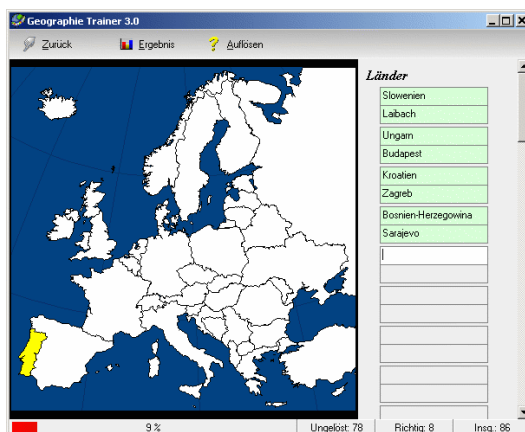 Geographie Trainer 3.0
Zurück Ergebnis Auflösen
Länder
Slowenien
Laibach
Ungarn
Budapest
Kroatien
Zagreb
Bosnien-Herzegowina
Sarajevo
9 % Ungelöst: 78 Richtig: 8 Insg.: 86